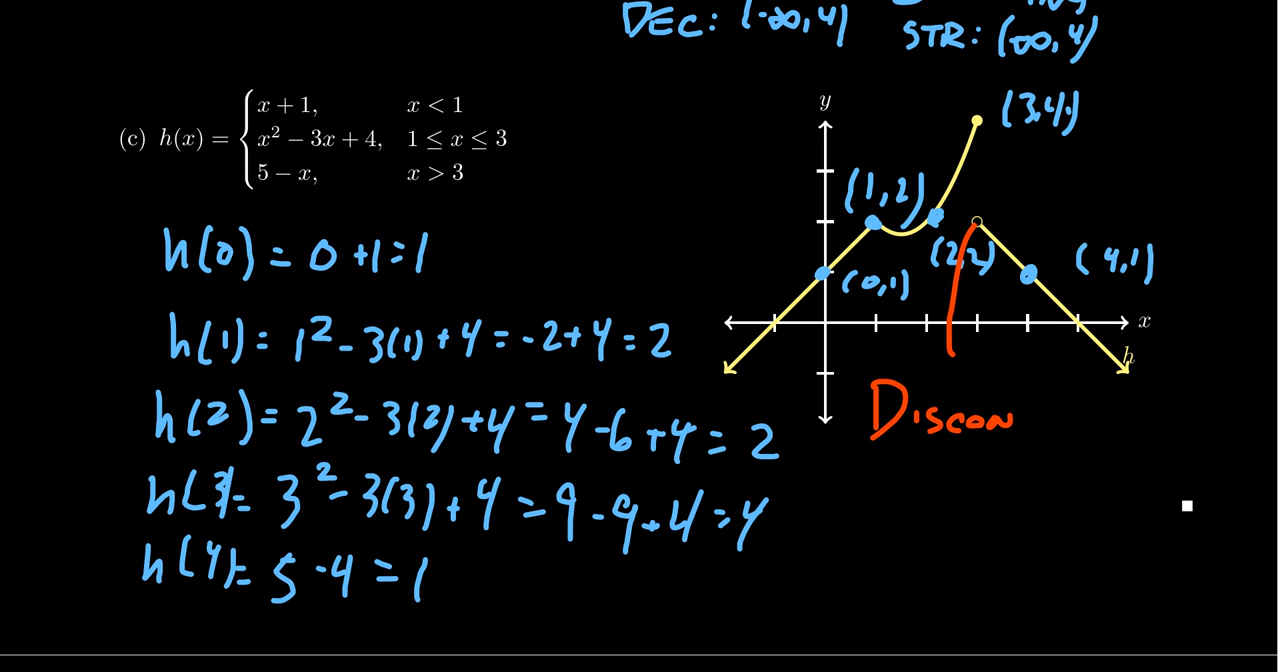 DEC: (-∞, 4)
STR: (∞, 4)
(c) h(x) = { x + 1, x < 1
x² − 3x + 4, 1 ≤ x ≤ 3
5 − x, x > 3
y
(3,4)
(1, 2)
(2,2)
(4,1)
(0,1)
x
h
Discon
h(0) = 0 +1 = 1
h(1) = 1² - 3(1) + 4 = -2+4 = 2
h(2) = 2² - 3(2) + 4 = 4 - 6 + 4 = 2
h(3)= 3² - 3(3) + 4 = 9 - 9 + 4 = 4
h(4)= 5 - 4 = 1